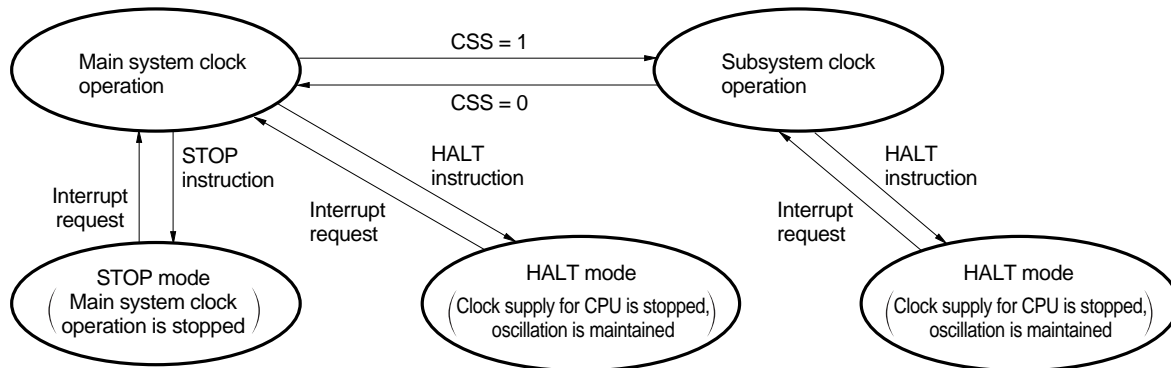 Main system clock
operation
CSS = 1
CSS = 0
Subsystem clock
operation
STOP
instruction
Interrupt
request
HALT
instruction
Interrupt
request
HALT
instruction
Interrupt
request
STOP mode
(Main system clock
operation is stopped)
HALT mode
(Clock supply for CPU is stopped,
oscillation is maintained)
HALT mode
(Clock supply for CPU is stopped,
oscillation is maintained)